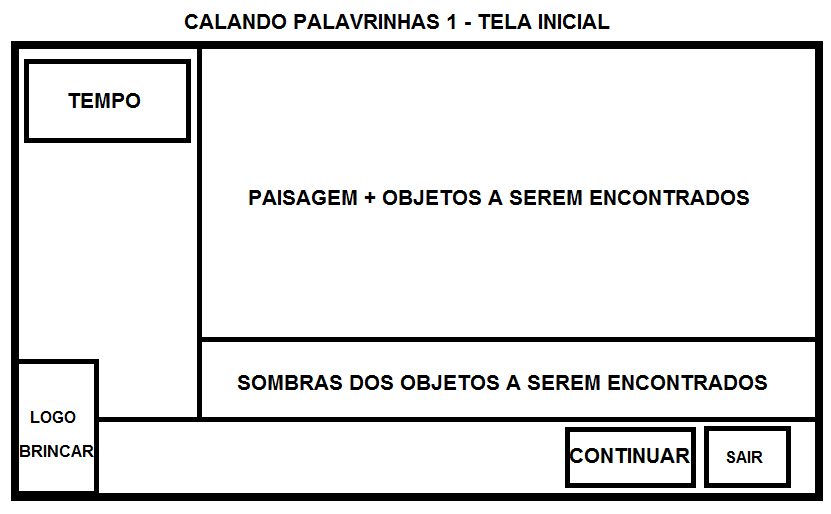 CALANDO PALAVRINHAS 1 - TELA INICIAL
TEMPO
PAISAGEM + OBJETOS A SEREM ENCONTRADOS
SOMBRAS DOS OBJETOS A SEREM ENCONTRADOS
LOGO
BRINCAR
CONTINUAR
SAIR